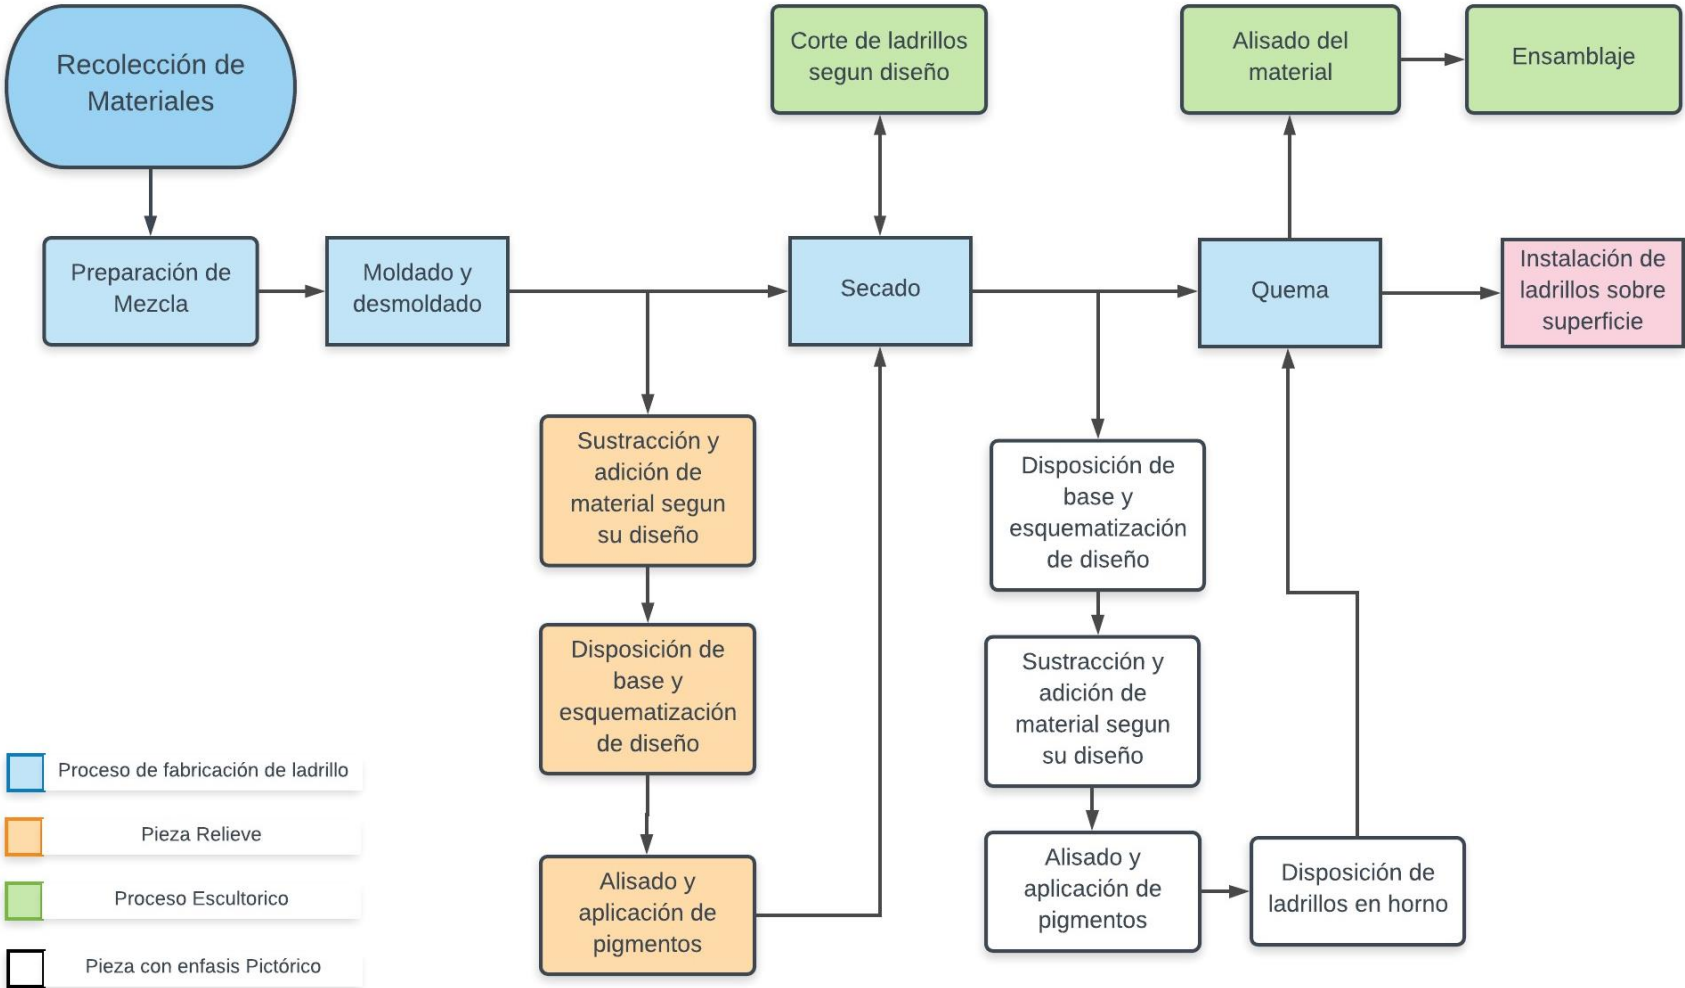 Recolección de
Materiales
Corte de ladrillos
segun diseño
Alisado del
material
Ensamblaje
Preparación de
Mezcla
Moldado y
desmoldado
Secado
Quema
Instalación de
ladrillos sobre
superficie
Sustracción y
adición de
material segun
su diseño
Disposición de
base y
esquematización
de diseño
Alisado y
aplicación de
pigmentos
Disposición de
base y
esquematización
de diseño
Sustracción y
adición de
material segun
su diseño
Alisado y
aplicación de
pigmentos
Disposición de
ladrillos en horno
Proceso de fabricación de ladrillo
Pieza Relieve
Proceso Escultorico
Pieza con enfasis Pictórico